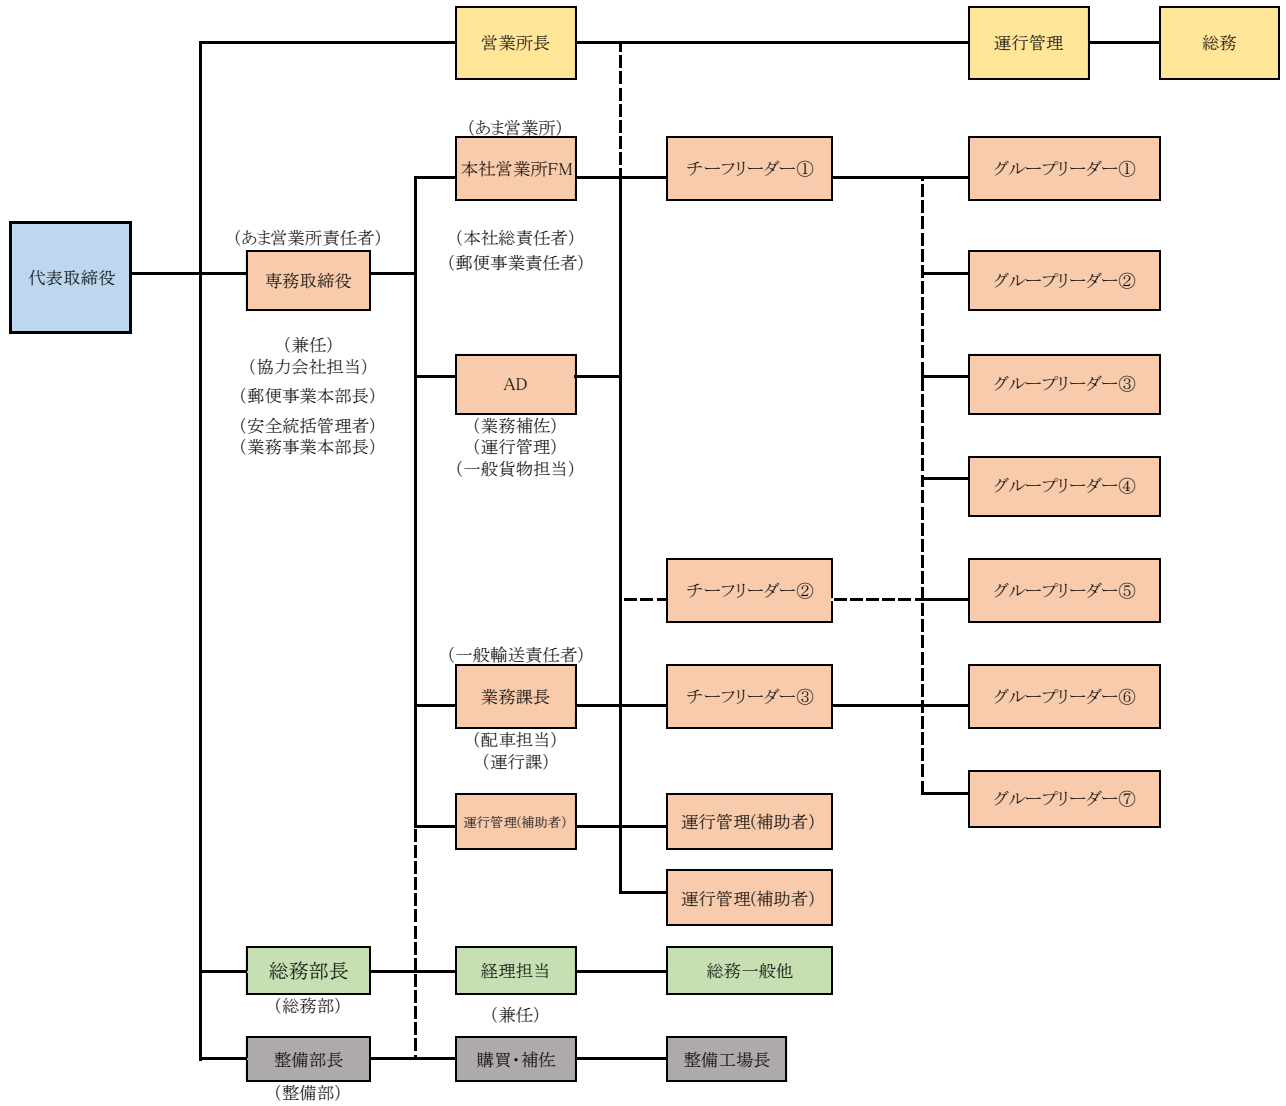 営業所長
運行管理
総務
(あま営業所)
本社営業所FM
チーフリーダー①
グループリーダー①
代表取締役
(あま営業所責任者)
専務取締役
(本社総責任者)
(郵便事業責任者)
グループリーダー②
(兼任)
(協力会社担当)
(郵便事業本部長)
(安全統括管理者)
(業務事業本部長)
AD
(業務補佐)
(運行管理)
(一般貨物担当)
グループリーダー③
グループリーダー④
チーフリーダー②
グループリーダー⑤
(一般輸送責任者)
業務課長
(配車担当)
(運行課)
チーフリーダー③
グループリーダー⑥
グループリーダー⑦
運行管理(補助者)
運行管理(補助者)
運行管理(補助者)
総務部長
(総務部)
経理担当
総務一般他
(兼任)
整備部長
(整備部)
購買・補佐
整備工場長